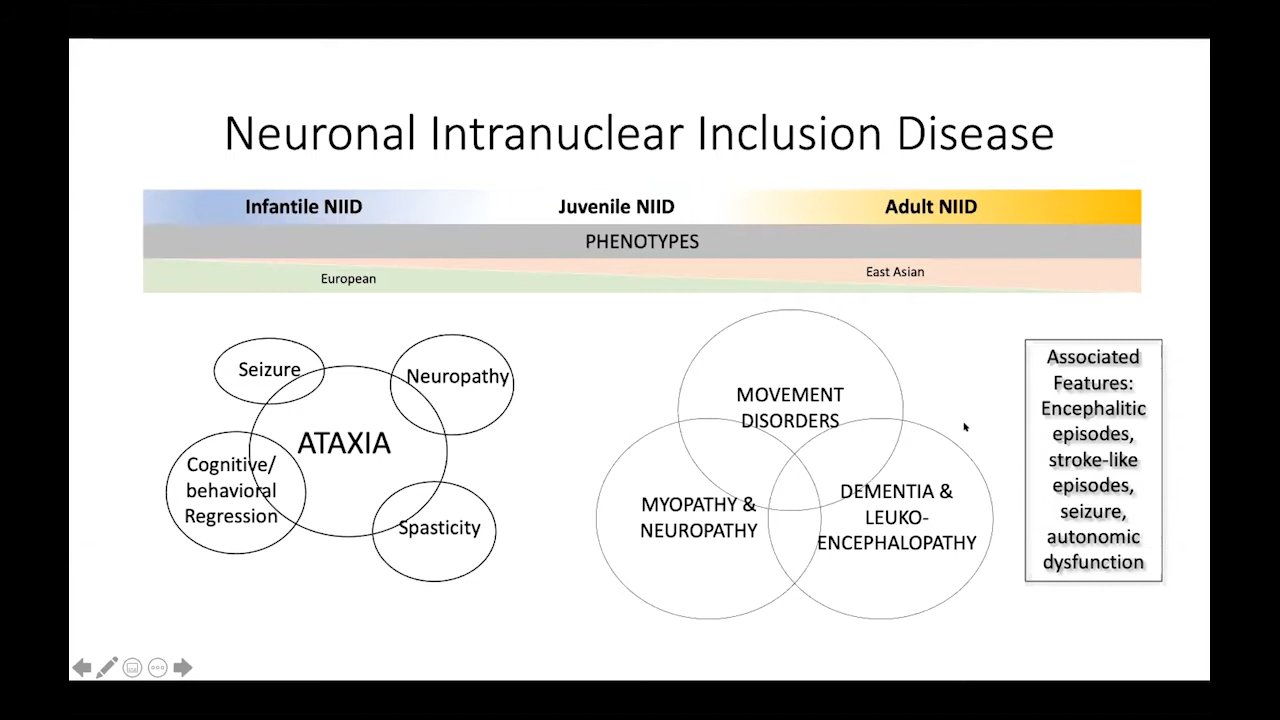 Neuronal Intranuclear Inclusion Disease
Infantile NIID
Juvenile NIID
Adult NIID
PHENOTYPES
European
East Asian
Seizure
Neuropathy
ATAXIA
Cognitive/
behavioral
Regression
Spasticity
MOVEMENT
DISORDERS
MYOPATHY &
NEUROPATHY
DEMENTIA &
LEUKO-
ENCEPHALOPATHY
Associated
Features:
Encephalitic
episodes,
stroke-like
episodes,
seizure,
autonomic
dysfunction